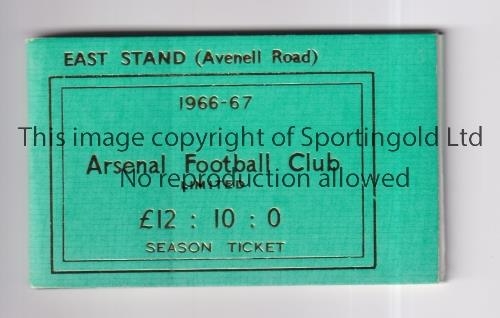 EAST STAND (Avenell Road)
1966-67
This image copyright of Sportingold Ltd
Arsenal Football Club
No reproduction allowed
LIMITED
£12 : 10 : 0
SEASON TICKET